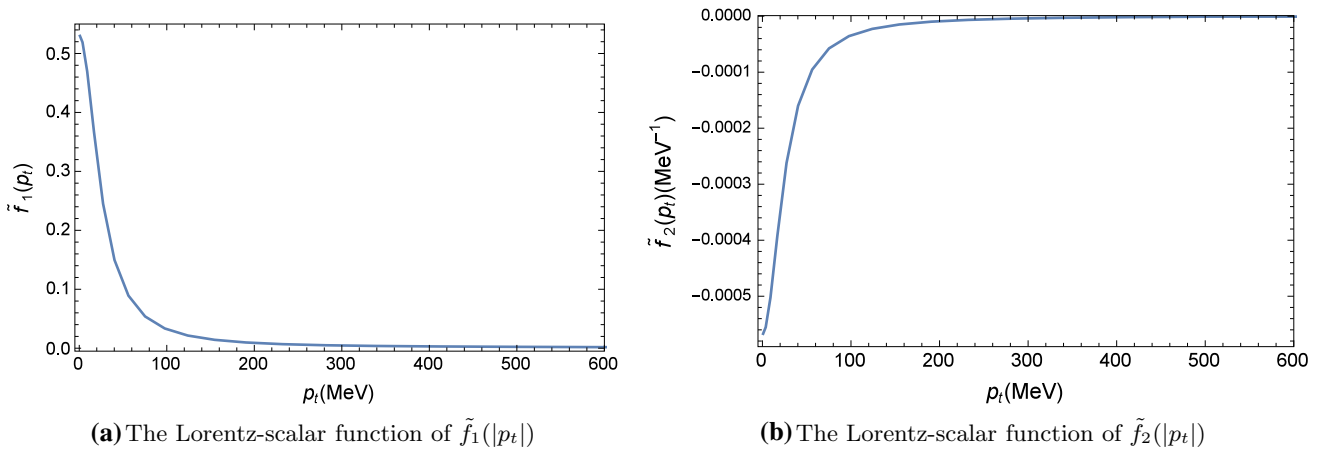 0.5
0.4
0.3
0.2
0.1
0.0
0 100 200 300 400 500 600
f̃ ₁(pₜ)
pₜ(MeV)
(a) The Lorentz-scalar function of f̃₁(|pₜ|)
0.0000
−0.0001
−0.0002
−0.0003
−0.0004
−0.0005
0 100 200 300 400 500 600
f̃ ₂(pₜ)(MeV⁻¹)
pₜ(MeV)
(b) The Lorentz-scalar function of f̃₂(|pₜ|)